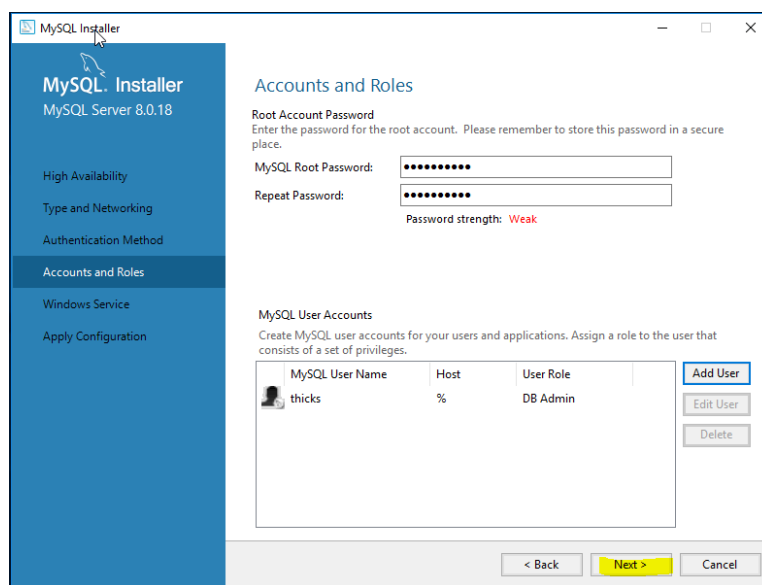 MySQL Installer
MySQL. Installer
MySQL Server 8.0.18
High Availability
Type and Networking
Authentication Method
Accounts and Roles
Windows Service
Apply Configuration
Accounts and Roles
Root Account Password
Enter the password for the root account. Please remember to store this password in a secure
place.
MySQL Root Password: ●●●●●●●●●●
Repeat Password: ●●●●●●●●●●
Password strength: Weak
MySQL User Accounts
Create MySQL user accounts for your users and applications. Assign a role to the user that
consists of a set of privileges.
MySQL User Name Host User Role
thicks % DB Admin
Add User
Edit User
Delete
< Back Next > Cancel